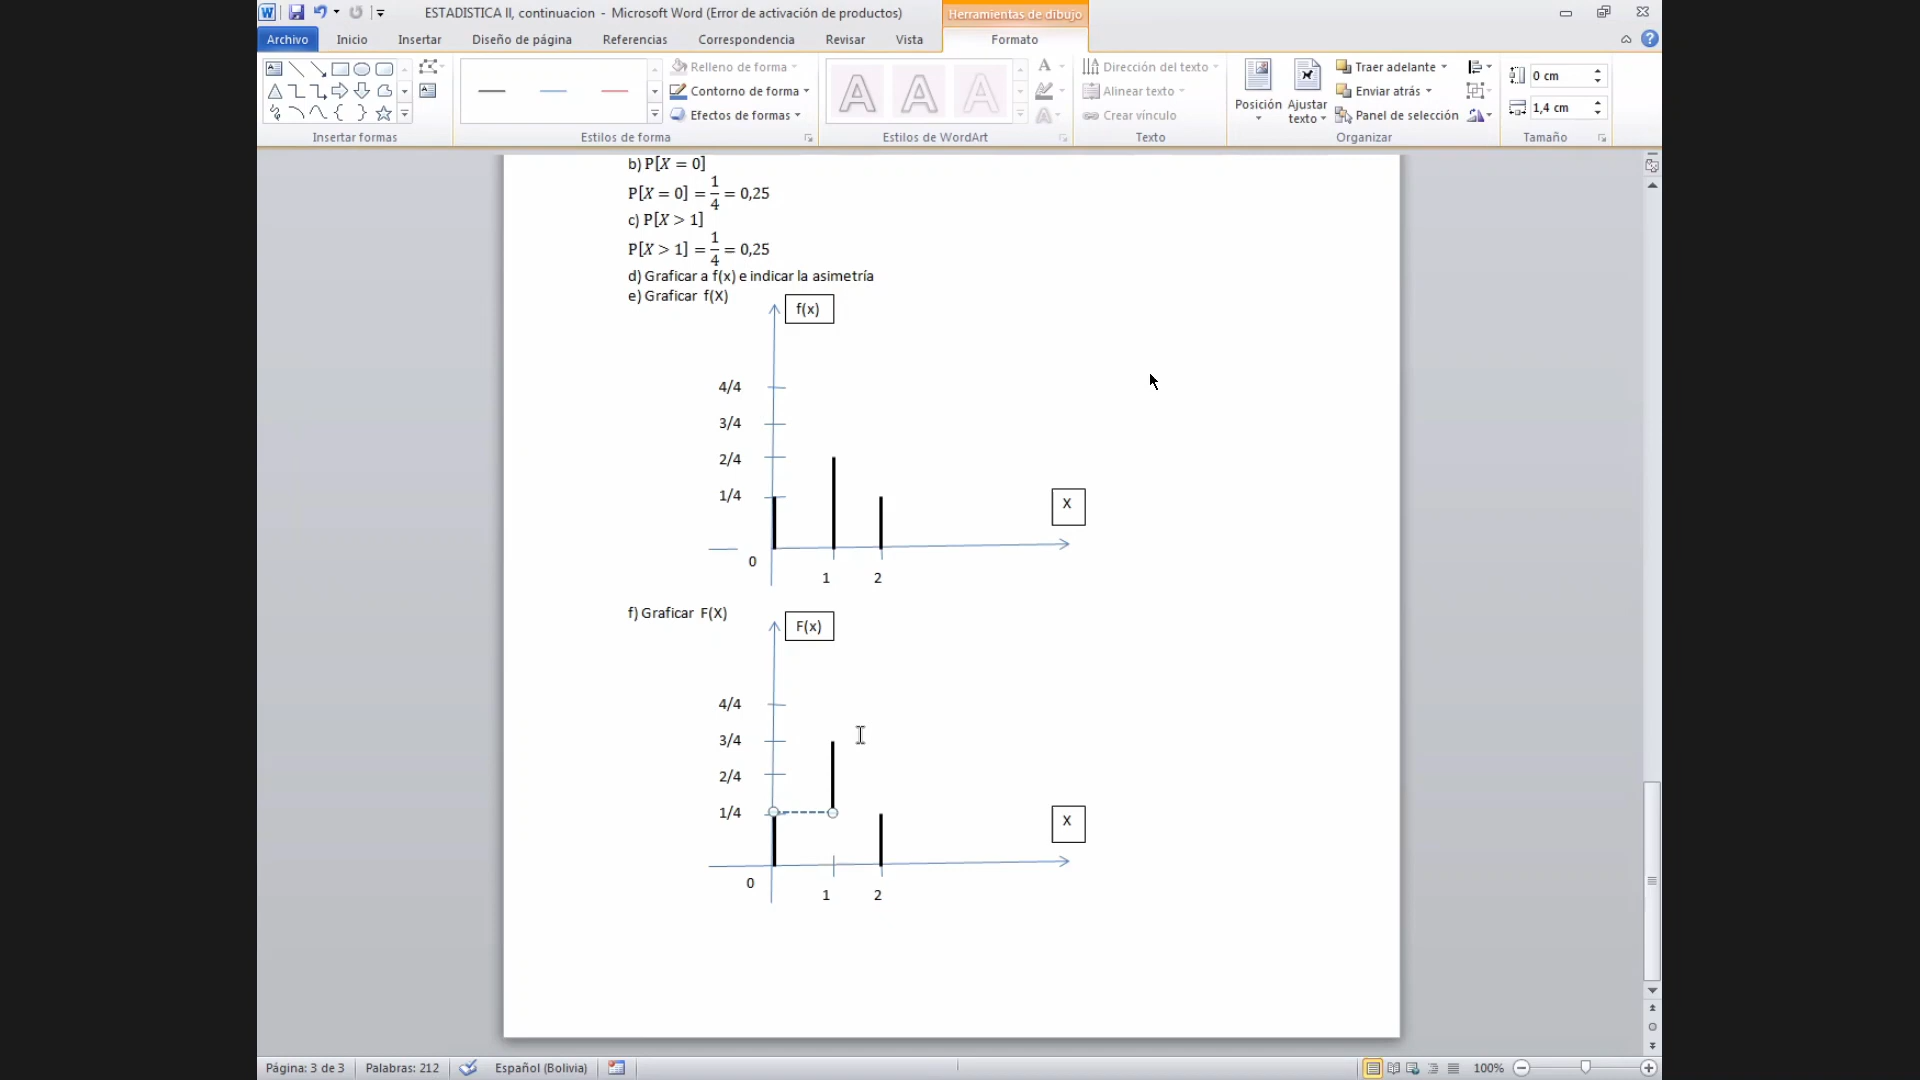 ESTADISTICA II, continuacion - Microsoft Word (Error de activación de productos)
Herramientas de dibujo
Archivo Inicio Insertar Diseño de página Referencias Correspondencia Revisar Vista Formato
Relleno de forma
Contorno de forma
Efectos de formas
A A A
A
A
Dirección del texto
Alinear texto
Crear vínculo
Posición
Ajustar texto
Traer adelante
Enviar atrás
Panel de selección
0 cm
1,4 cm
Insertar formas Estilos de forma Estilos de WordArt Texto Organizar Tamaño
b) P[X = 0]
P[X = 0] = 1/4 = 0,25
c) P[X > 1]
P[X > 1] = 1/4 = 0,25
d) Graficar a f(x) e indicar la asimetría
e) Graficar f(X)
f(x)
4/4
3/4
2/4
1/4
X
0
1 2
f) Graficar F(X)
F(x)
4/4
3/4
2/4
1/4
X
0
1 2
Página: 3 de 3 Palabras: 212 Español (Bolivia) 100%